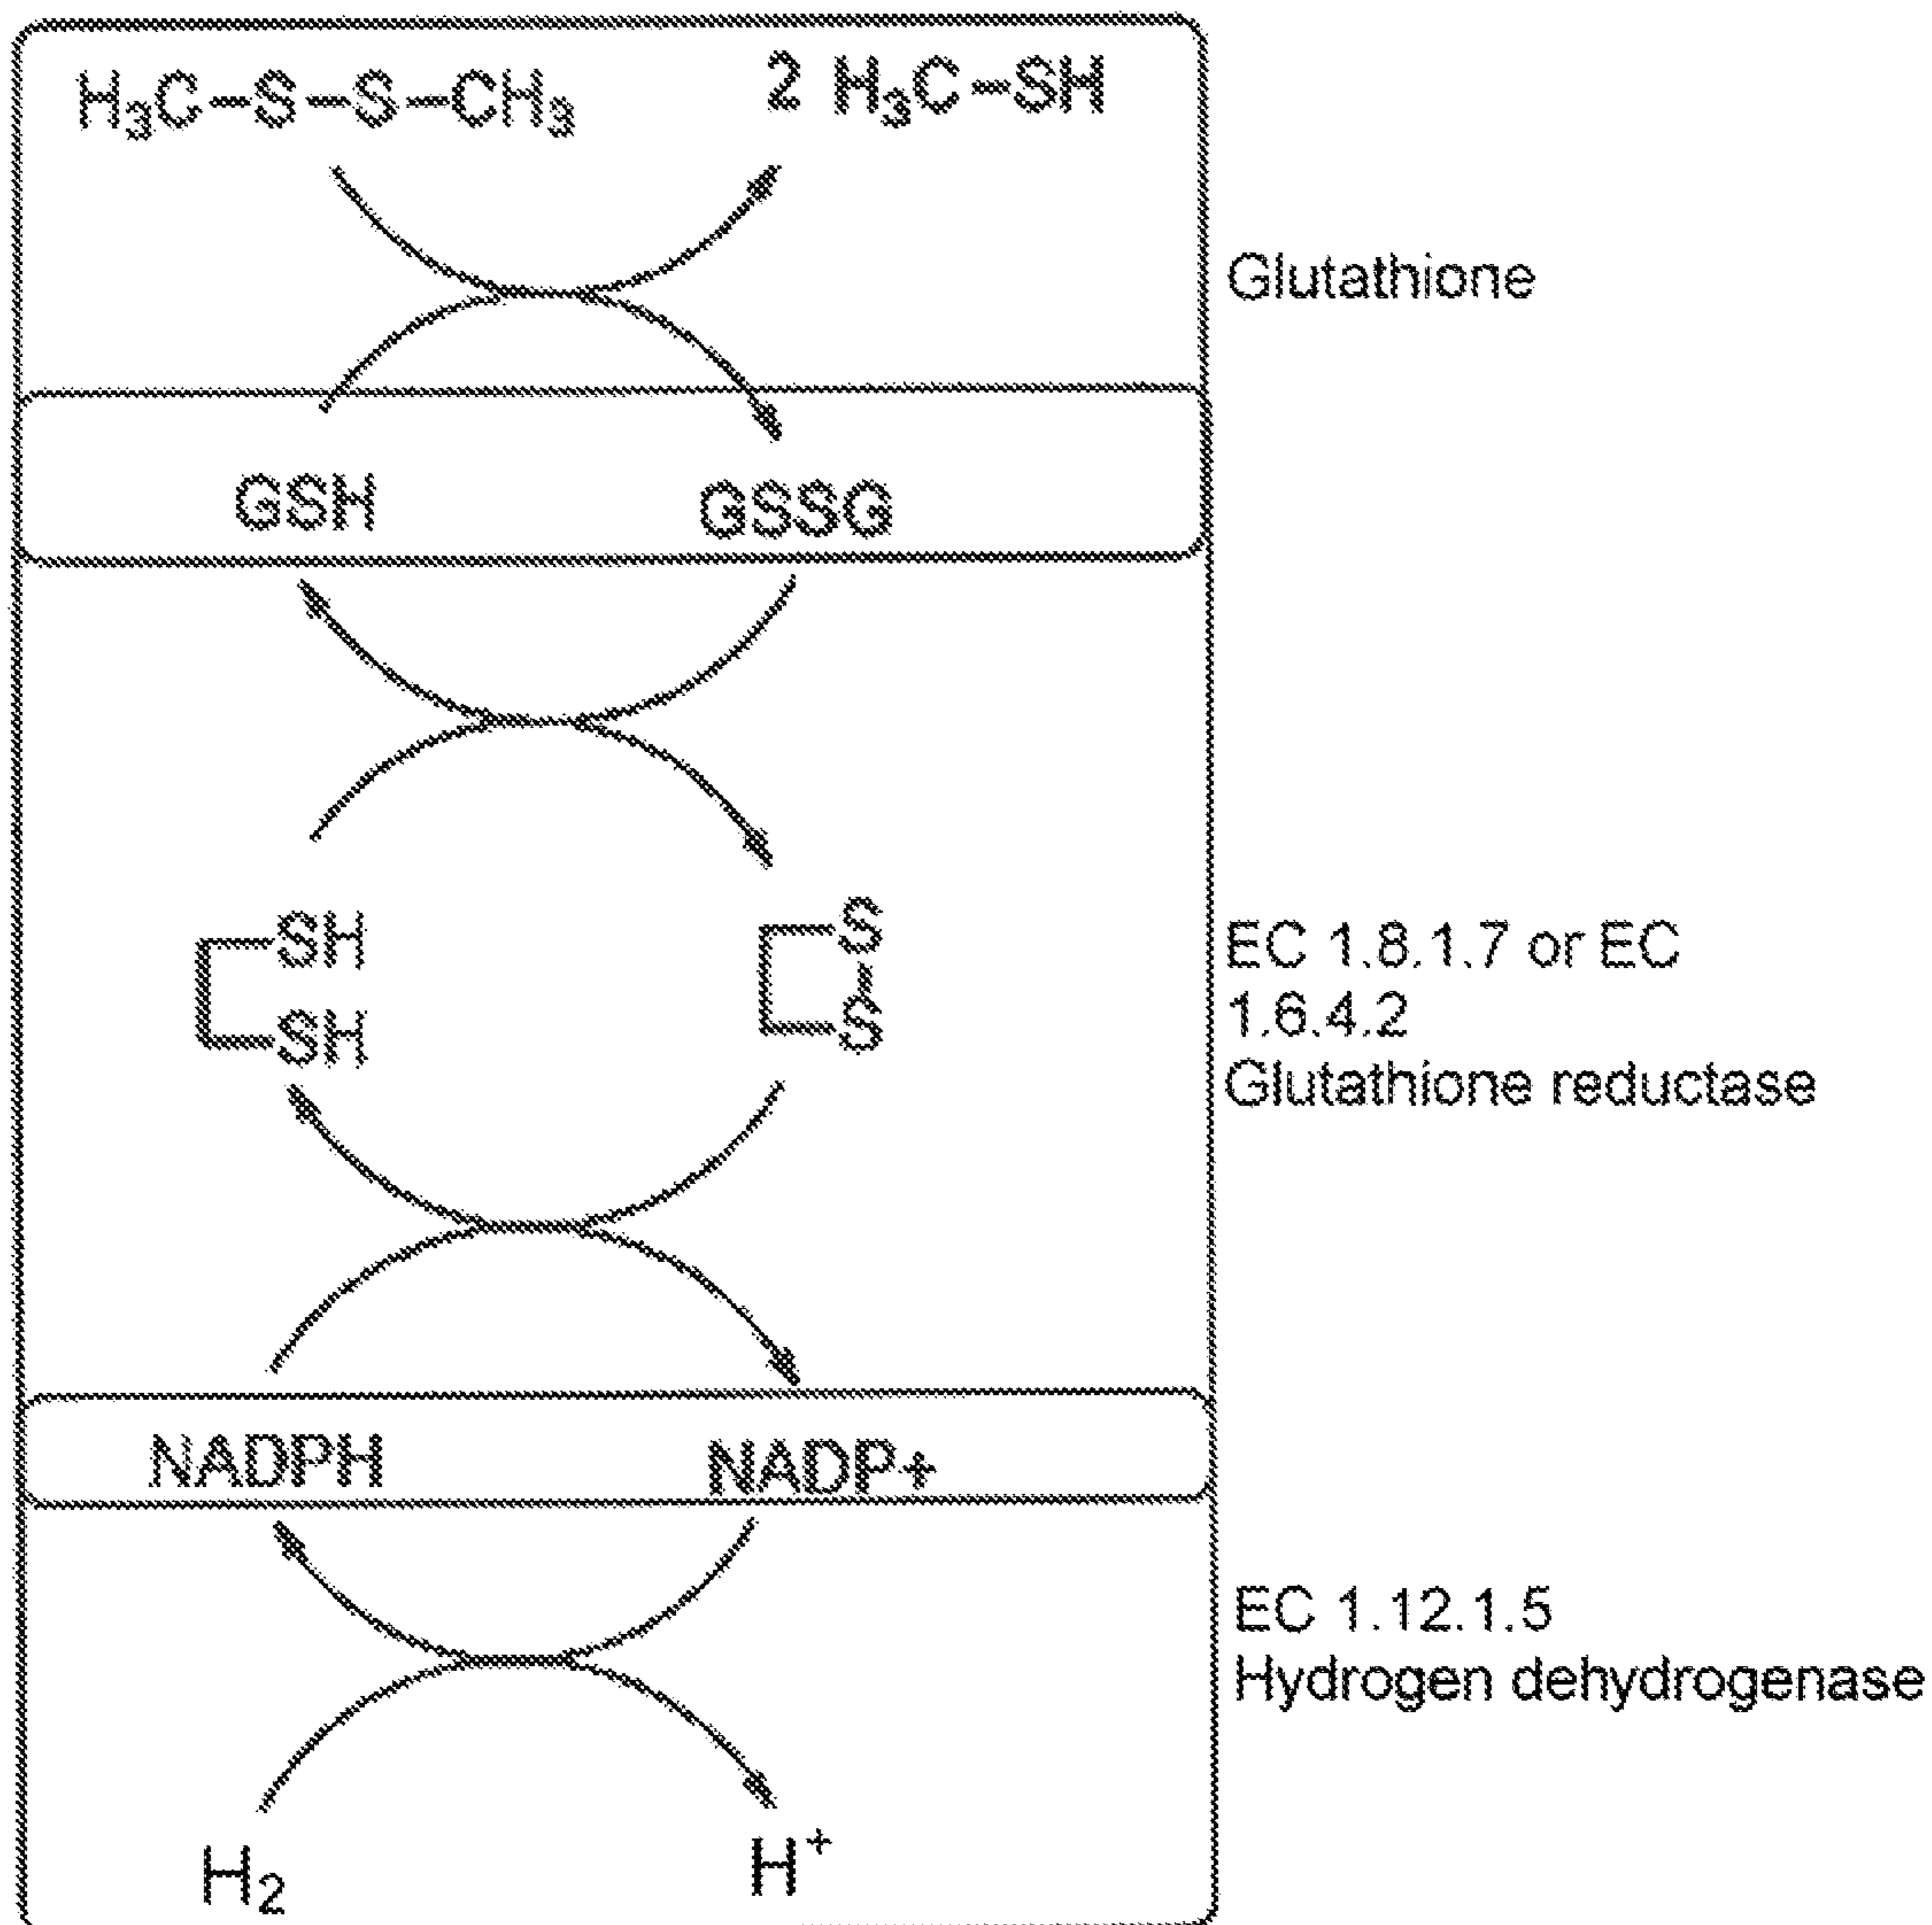 H₃C-S-S-CH₃ 2 H₃C-SH
Glutathione
GSH GSSG
SH S
EC 1.8.1.7 or EC
1.6.4.2
SH S
Glutathione reductase
NADPH NADP+
EC 1.12.1.5
Hydrogen dehydrogenase
H₂ H⁺